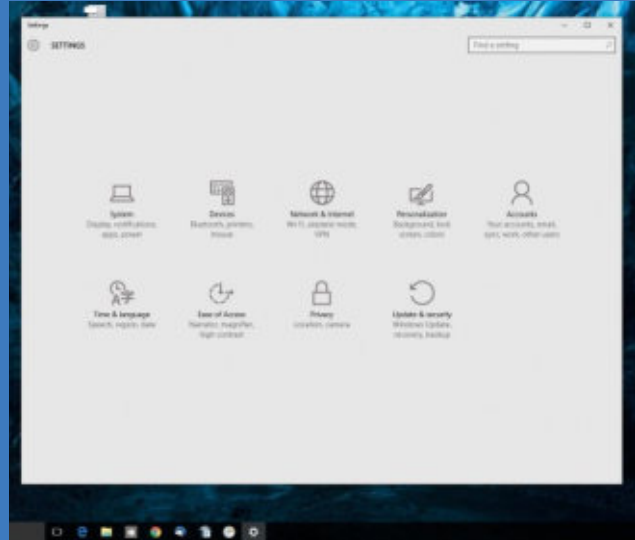 Settings
SETTINGS
Find a setting
System
Display, notifications,
apps, power
Devices
Bluetooth, printers,
mouse
Network & Internet
Wi-Fi, airplane mode,
VPN
Personalization
Background, lock
screen, colors
Accounts
Your accounts, email,
sync, work, other users
Time & language
Speech, region, date
Ease of Access
Narrator, magnifier,
high contrast
Privacy
Location, camera
Update & security
Windows Update,
recovery, backup